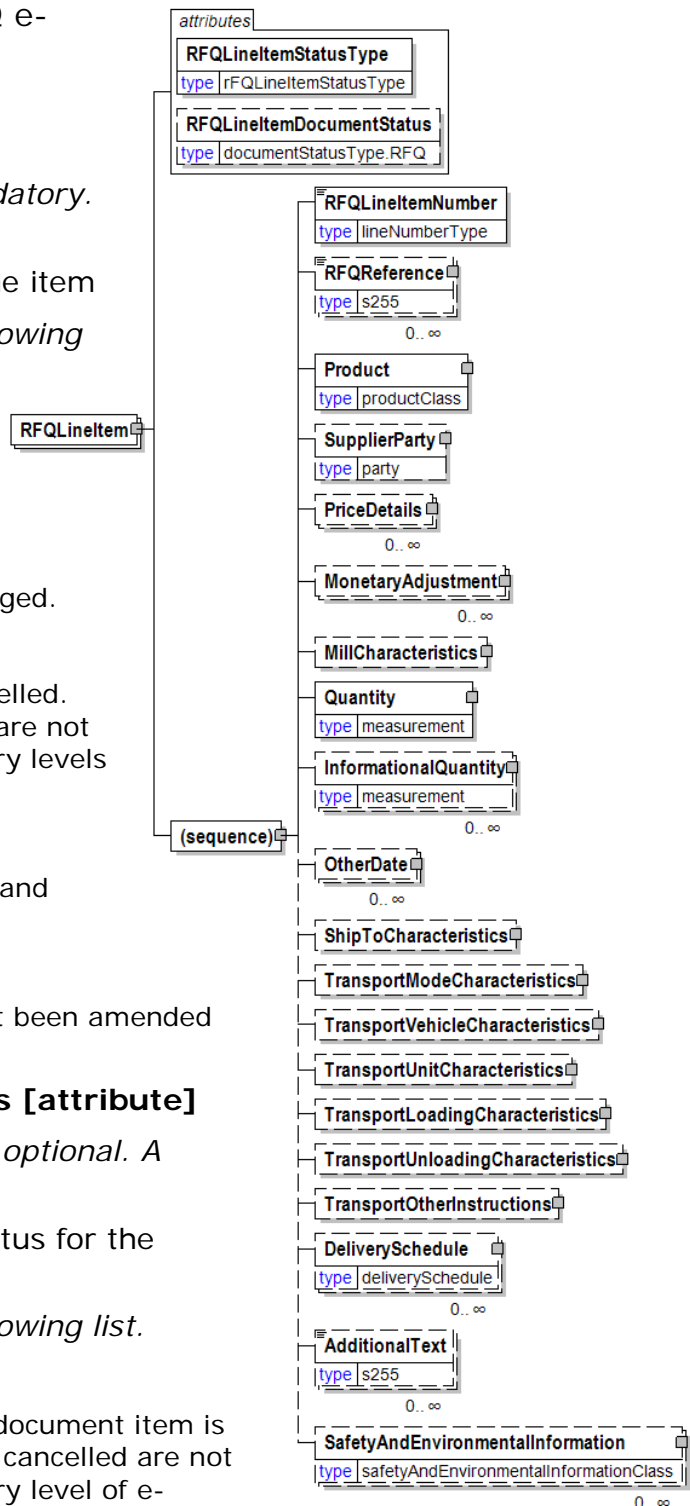 Q e-
datory.
e item
owing
ged.
elled.
are not
ry levels
and
t been amended
s [attribute]
optional. A
tus for the
owing list.
document item is
cancelled are not
ry level of e-
attributes
RFQLineItemStatusType
type rFQLineItemStatusType
RFQLineItemDocumentStatus
type documentStatusType.RFQ
RFQLineItem
(sequence)
RFQLineItemNumber
type lineNumberType
RFQReference
type s255
0.. ∞
Product
type productClass
SupplierParty
type party
PriceDetails
0.. ∞
MonetaryAdjustment
0.. ∞
MillCharacteristics
Quantity
type measurement
InformationalQuantity
type measurement
0.. ∞
OtherDate
0.. ∞
ShipToCharacteristics
TransportModeCharacteristics
TransportVehicleCharacteristics
TransportUnitCharacteristics
TransportLoadingCharacteristics
TransportUnloadingCharacteristics
TransportOtherInstructions
DeliverySchedule
type deliverySchedule
0.. ∞
AdditionalText
type s255
0.. ∞
SafetyAndEnvironmentalInformation
type safetyAndEnvironmentalInformationClass
0.. ∞